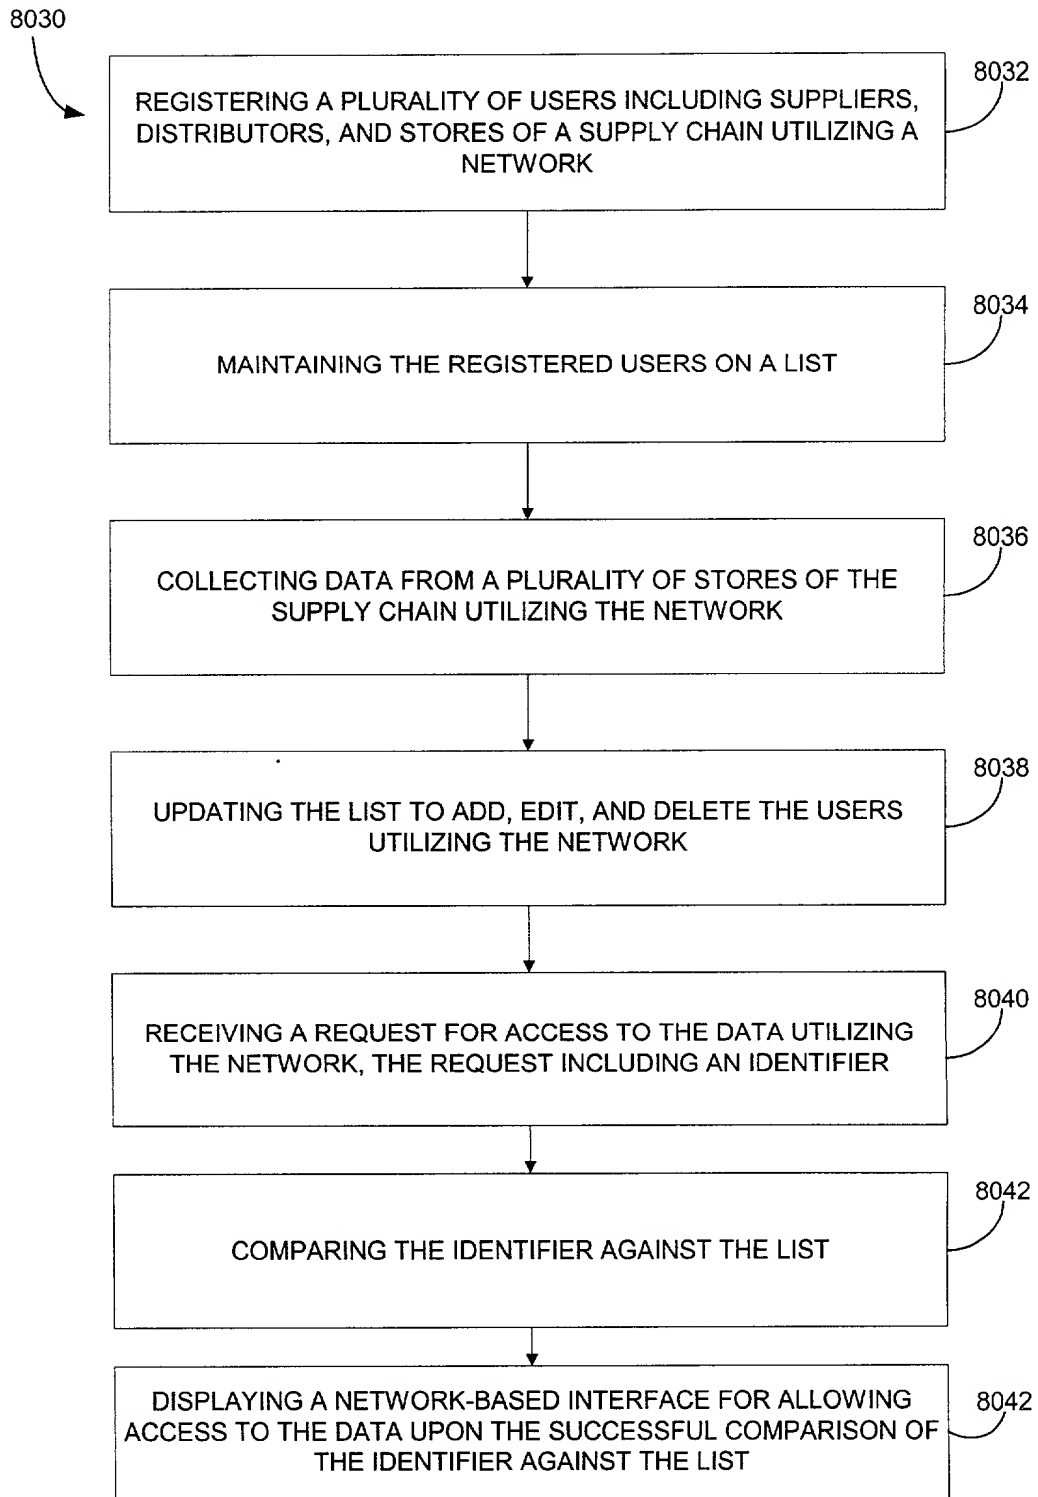 8030
8032
REGISTERING A PLURALITY OF USERS INCLUDING SUPPLIERS,
DISTRIBUTORS, AND STORES OF A SUPPLY CHAIN UTILIZING A
NETWORK
8034
MAINTAINING THE REGISTERED USERS ON A LIST
8036
COLLECTING DATA FROM A PLURALITY OF STORES OF THE
SUPPLY CHAIN UTILIZING THE NETWORK
8038
UPDATING THE LIST TO ADD, EDIT, AND DELETE THE USERS
UTILIZING THE NETWORK
8040
RECEIVING A REQUEST FOR ACCESS TO THE DATA UTILIZING
THE NETWORK, THE REQUEST INCLUDING AN IDENTIFIER
8042
COMPARING THE IDENTIFIER AGAINST THE LIST
8042
DISPLAYING A NETWORK-BASED INTERFACE FOR ALLOWING
ACCESS TO THE DATA UPON THE SUCCESSFUL COMPARISON OF
THE IDENTIFIER AGAINST THE LIST